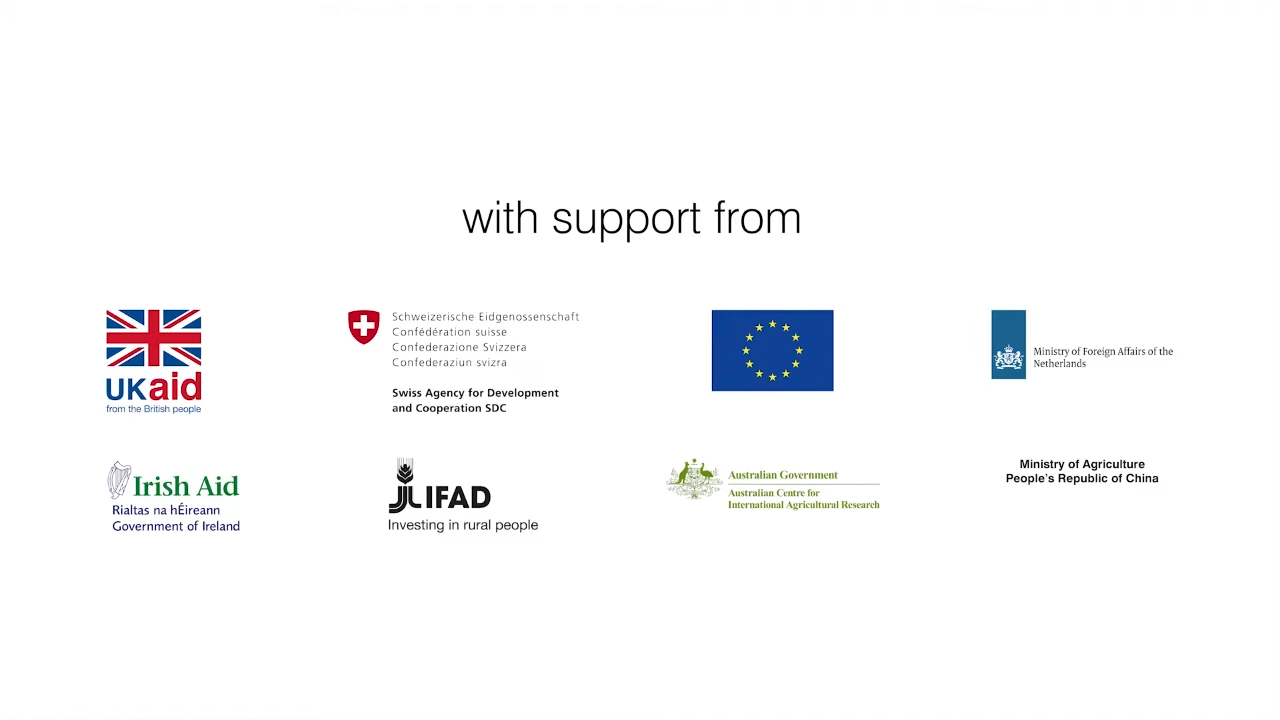 with support from
UKaid
from the British people
Schweizerische Eidgenossenschaft
Confédération suisse
Confederazione Svizzera
Confederaziun svizra
Swiss Agency for Development
and Cooperation SDC
Ministry of Foreign Affairs of the
Netherlands
Irish Aid
Rialtas na hÉireann
Government of Ireland
IFAD
Investing in rural people
Australian Government
Australian Centre for
International Agricultural Research
Ministry of Agriculture
People's Republic of China